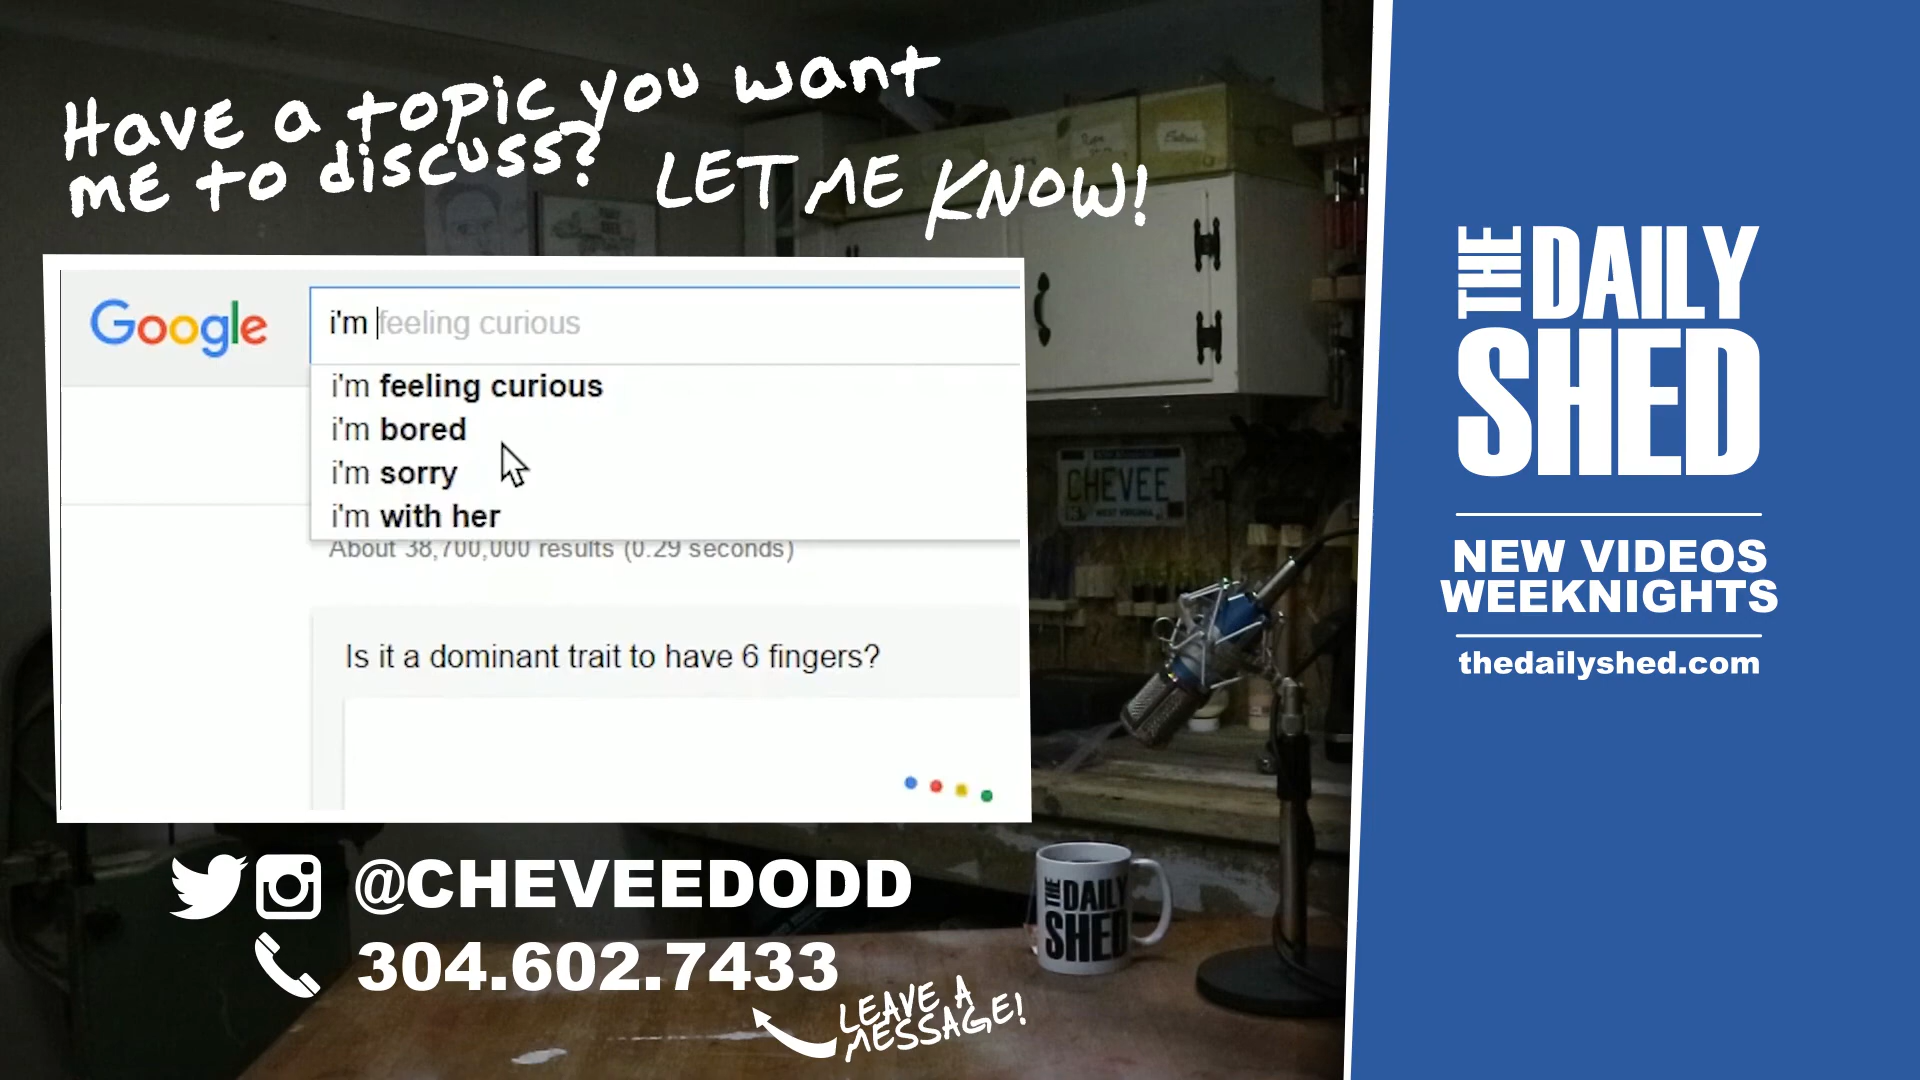 Have a topic you want
me to discuss?
LET ME KNOW!
Google
i'm feeling curious
i'm feeling curious
i'm bored
i'm sorry
i'm with her
About 38,700,000 results (0.29 seconds)
Is it a dominant trait to have 6 fingers?
@CHEVEEDODD
304.602.7433
LEAVE A
MESSAGE!
CHEVEE
WEST VIRGINIA
THE
DAILY
SHED
THE
DAILY
SHED
NEW VIDEOS
WEEKNIGHTS
thedailyshed.com